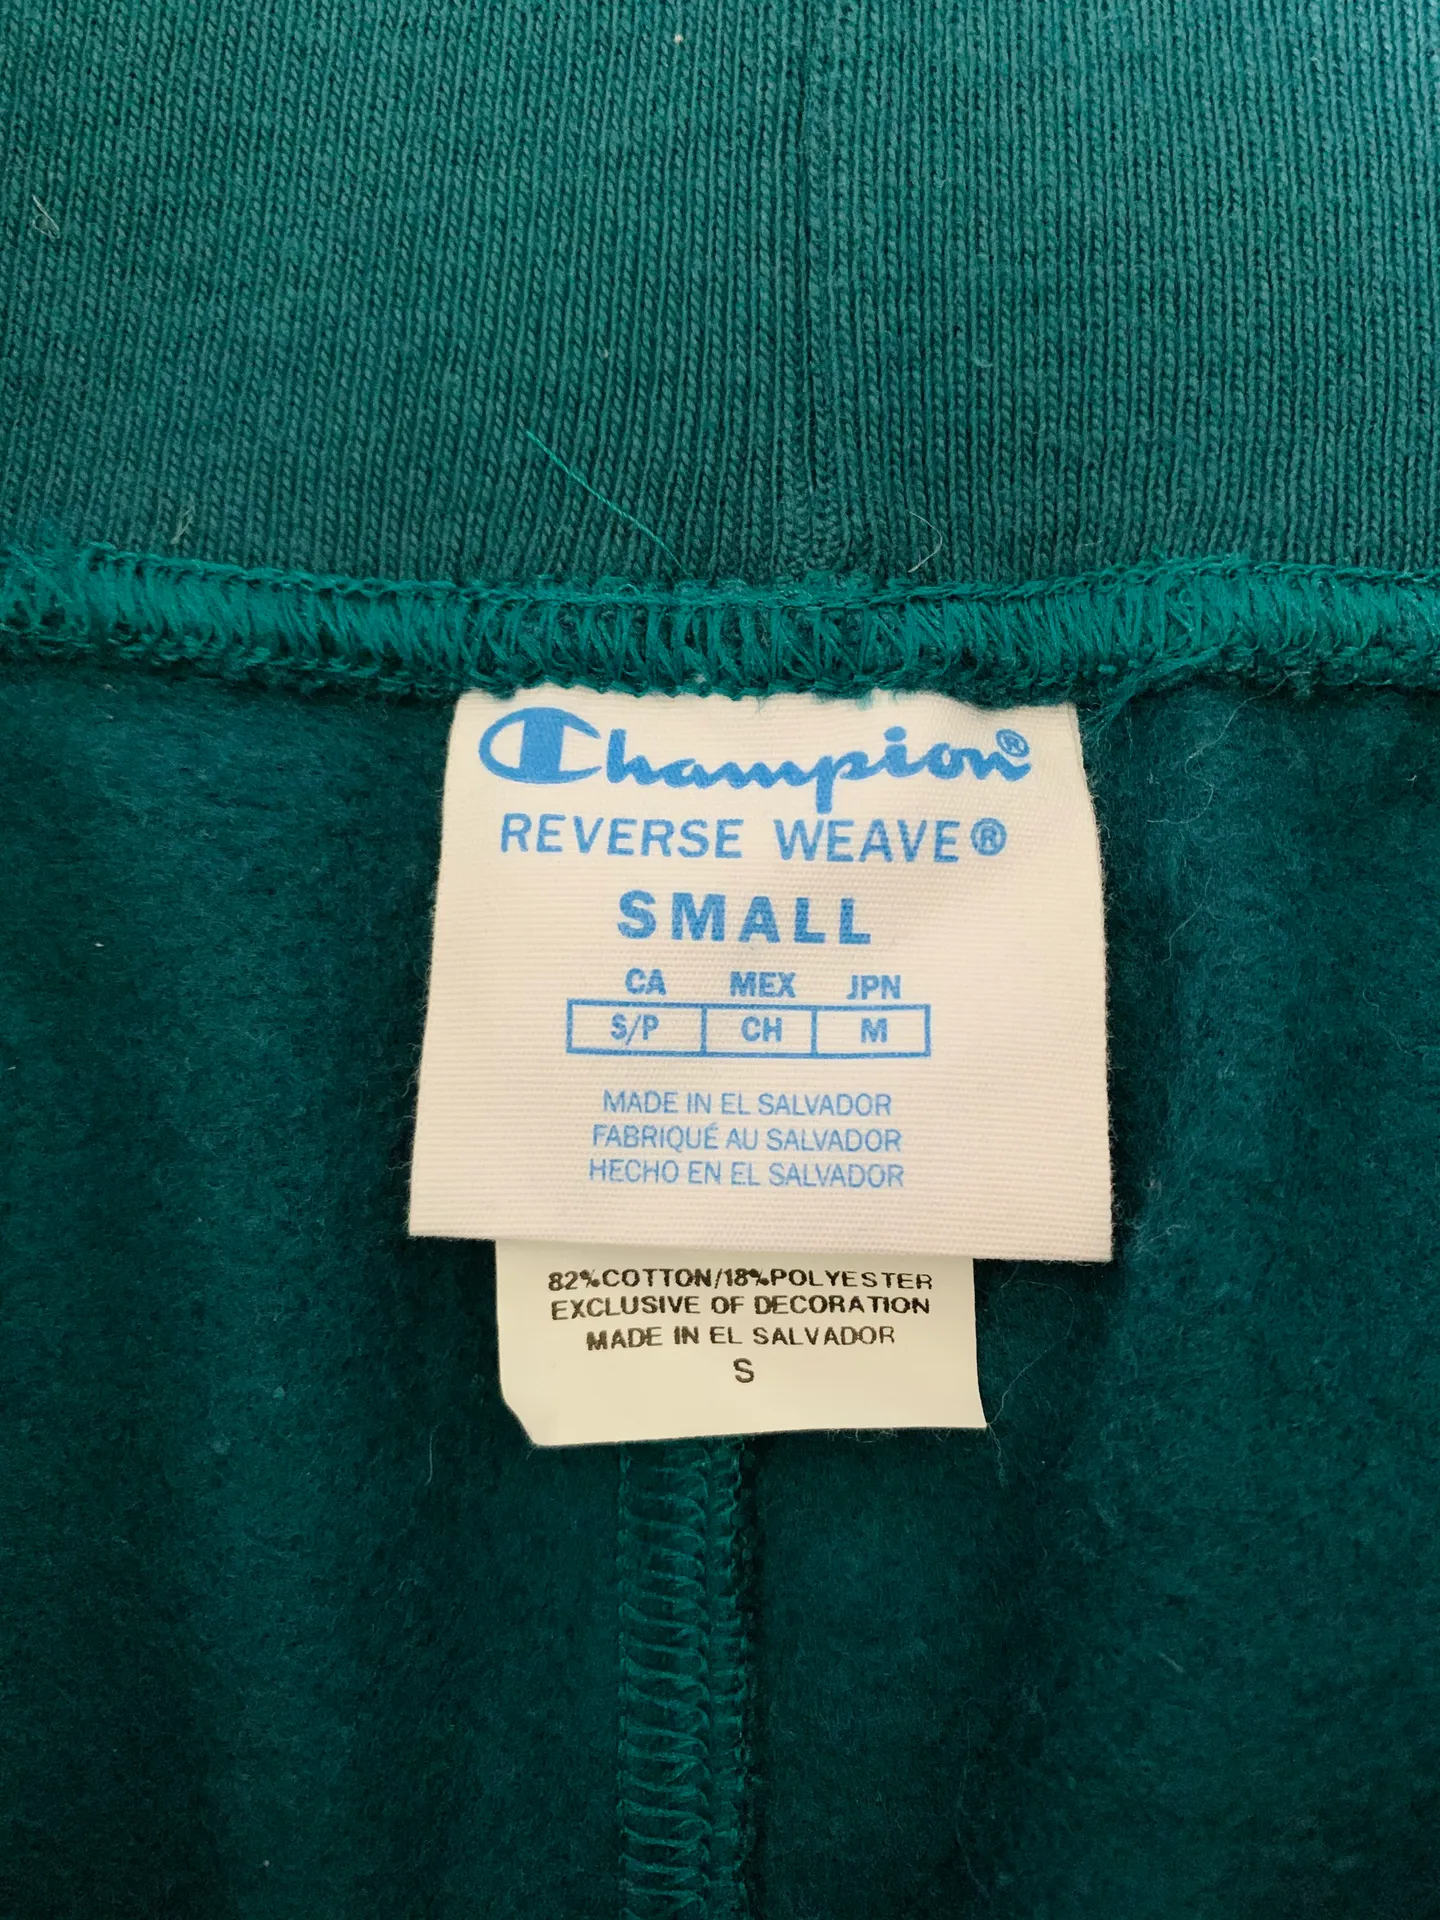 Champion®
REVERSE WEAVE®
SMALL
CA MEX JPN
S/P CH M
MADE IN EL SALVADOR
FABRIQUÉ AU SALVADOR
HECHO EN EL SALVADOR
82%COTTON/18%POLYESTER
EXCLUSIVE OF DECORATION
MADE IN EL SALVADOR
S